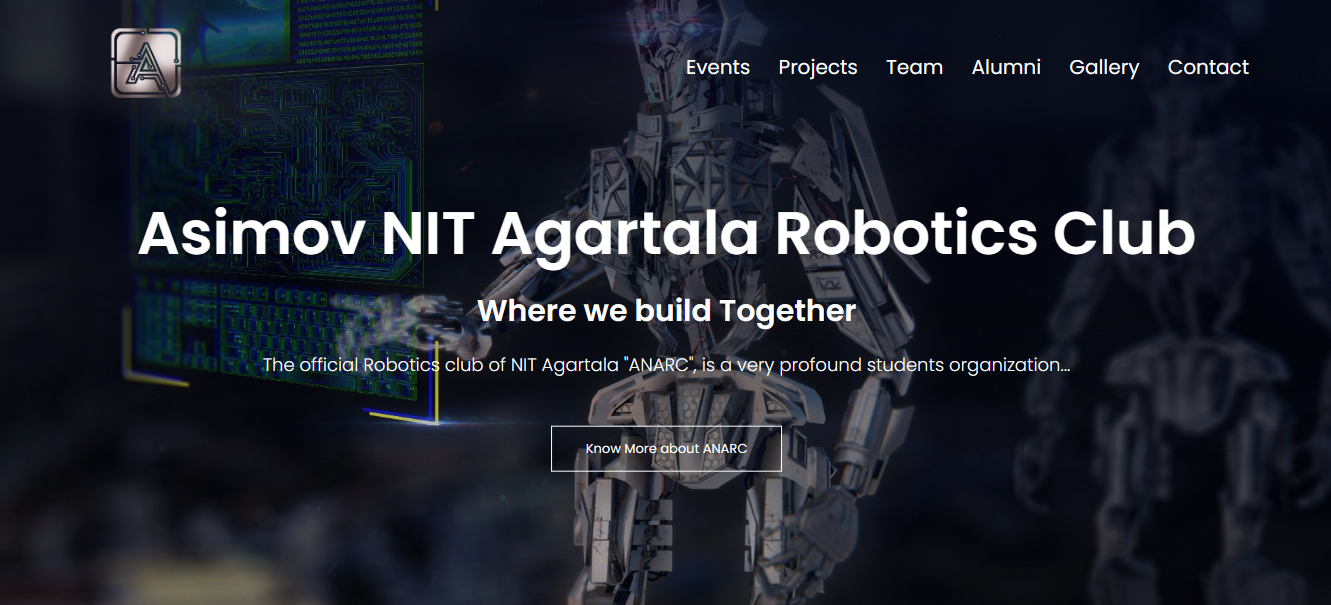 Events Projects Team Alumni Gallery Contact
Asimov NIT Agartala Robotics Club
Where we build Together
The official Robotics club of NIT Agartala "ANARC", is a very profound students organization...
Know More about ANARC